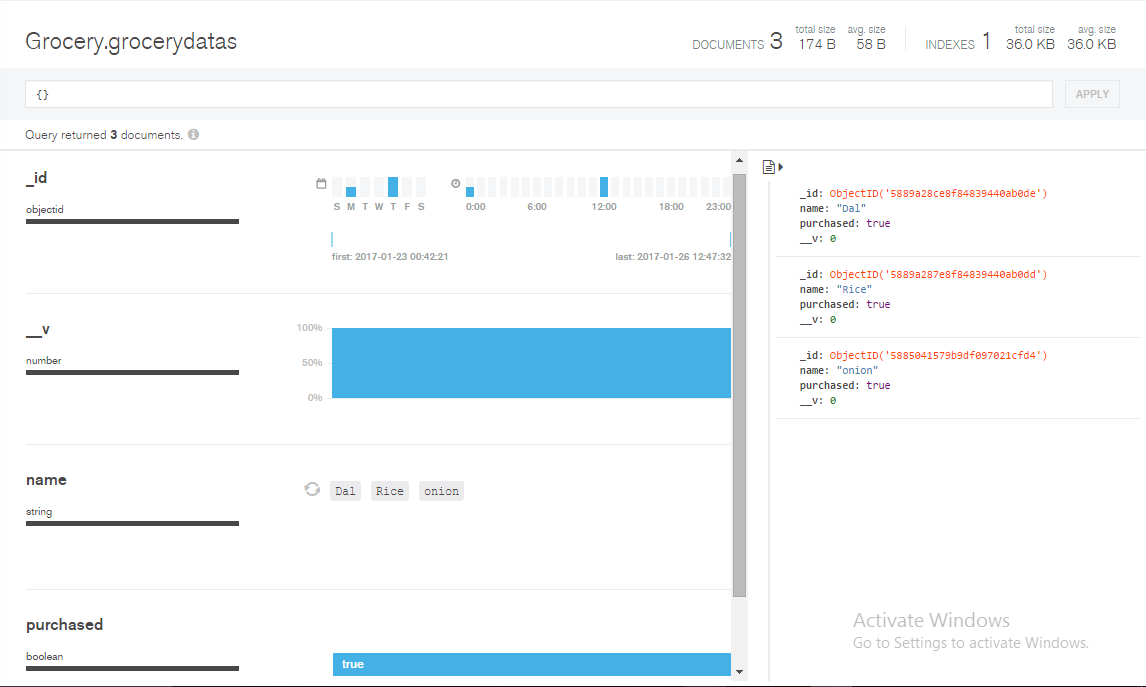 Grocery.grocerydatas
DOCUMENTS 3 total size 174 B avg. size 58 B
INDEXES 1 total size 36.0 KB avg. size 36.0 KB
{}
APPLY
Query returned 3 documents.
_id
objectid
S M T W T F S
0:00 6:00 12:00 18:00 23:00
first: 2017-01-23 00:42:21
last: 2017-01-26 12:47:32
__v
number
100%
50%
0%
name
string
Dal Rice onion
purchased
boolean
true
_id: ObjectID('5889a28ce8f84839440ab0de')
name: "Dal"
purchased: true
__v: 0
_id: ObjectID('5889a287e8f84839440ab0dd')
name: "Rice"
purchased: true
__v: 0
_id: ObjectID('5885041579b9df097021cfd4')
name: "onion"
purchased: true
__v: 0
Activate Windows
Go to Settings to activate Windows.